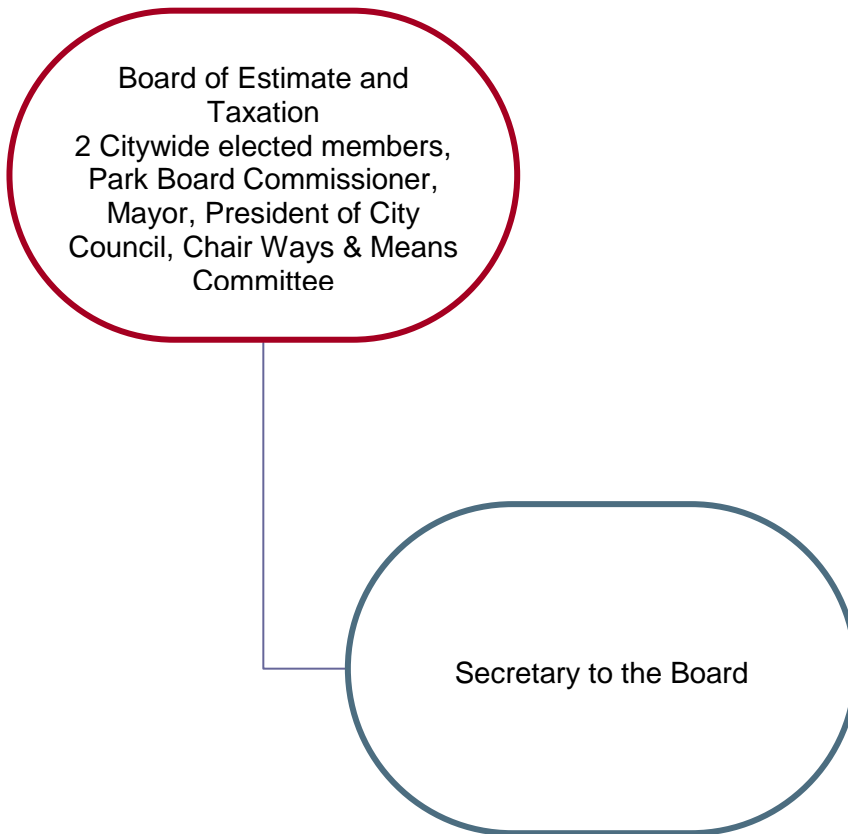 Board of Estimate and
Taxation
2 Citywide elected members,
Park Board Commissioner,
Mayor, President of City
Council, Chair Ways & Means
Committee
Secretary to the Board